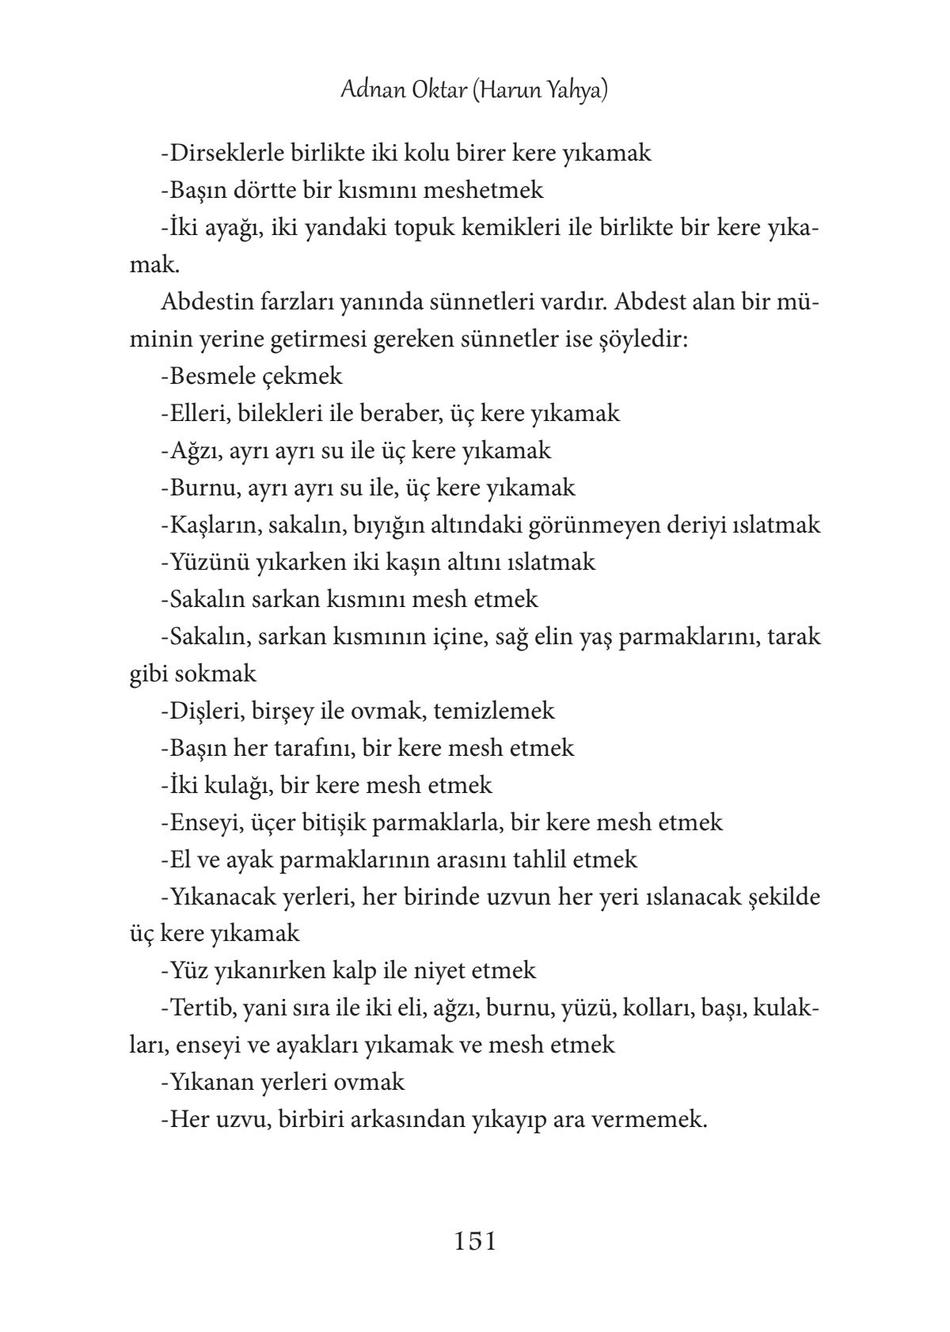 Adnan Oktar (Harun Yahya)
-Dirseklerle birlikte iki kolu birer kere yıkamak
-Başın dörtte bir kısmını meshetmek
-İki ayağı, iki yandaki topuk kemikleri ile birlikte bir kere yıka-
mak.
Abdestin farzları yanında sünnetleri vardır. Abdest alan bir mü-
minin yerine getirmesi gereken sünnetler ise şöyledir:
-Besmele çekmek
-Elleri, bilekleri ile beraber, üç kere yıkamak
-Ağzı, ayrı ayrı su ile üç kere yıkamak
-Burnu, ayrı ayrı su ile, üç kere yıkamak
-Kaşların, sakalın, bıyığın altındaki görünmeyen deriyi ıslatmak
-Yüzünü yıkarken iki kaşın altını ıslatmak
-Sakalın sarkan kısmını mesh etmek
-Sakalın, sarkan kısmının içine, sağ elin yaş parmaklarını, tarak
gibi sokmak
-Dişleri, birşey ile ovmak, temizlemek
-Başın her tarafını, bir kere mesh etmek
-İki kulağı, bir kere mesh etmek
-Enseyi, üçer bitişik parmaklarla, bir kere mesh etmek
-El ve ayak parmaklarının arasını tahlil etmek
-Yıkanacak yerleri, her birinde uzvun her yeri ıslanacak şekilde
üç kere yıkamak
-Yüz yıkanırken kalp ile niyet etmek
-Tertib, yani sıra ile iki eli, ağzı, burnu, yüzü, kolları, başı, kulak-
ları, enseyi ve ayakları yıkamak ve mesh etmek
-Yıkanan yerleri ovmak
-Her uzvu, birbiri arkasından yıkayıp ara vermemek.
151